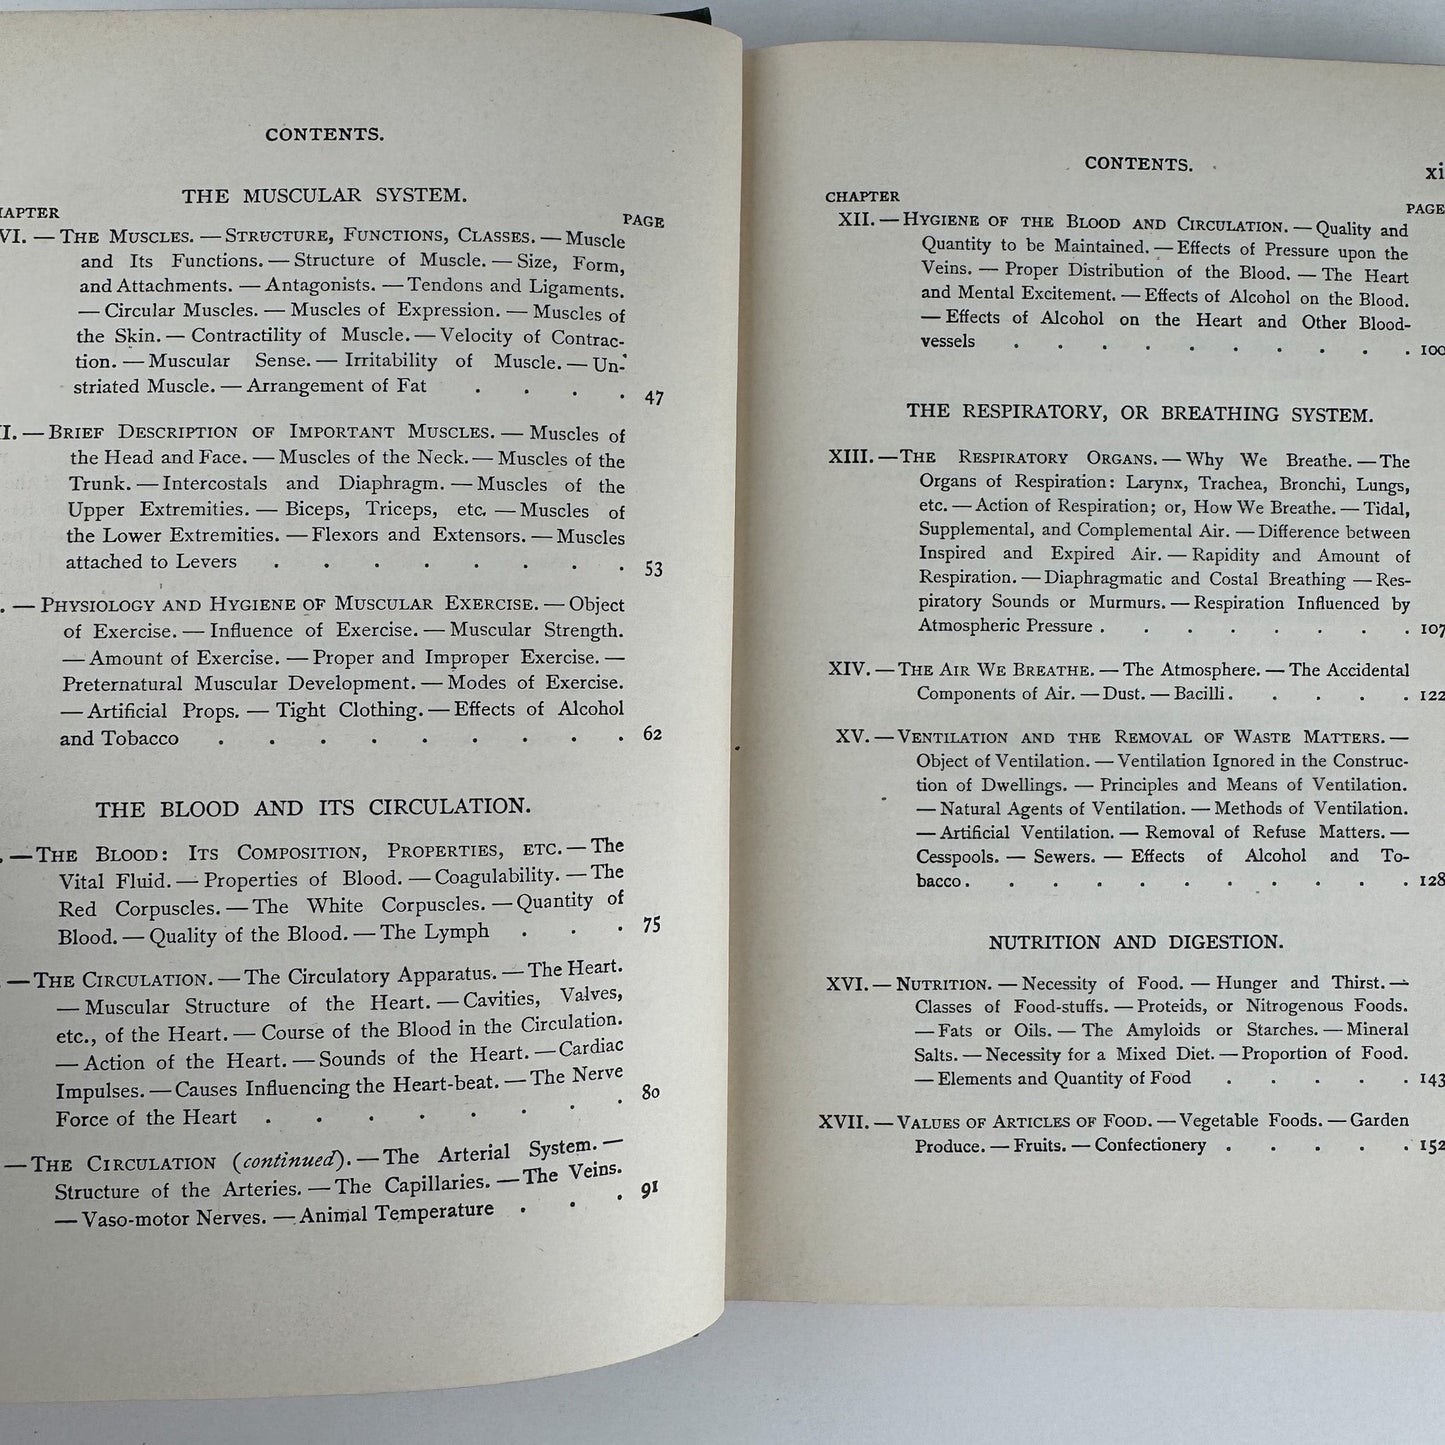 CONTENTS.
THE MUSCULAR SYSTEM.
HAPTER
PAGE
VI. — THE MUSCLES. — STRUCTURE, FUNCTIONS, CLASSES. — Muscle
and Its Functions. — Structure of Muscle. — Size, Form,
and Attachments. — Antagonists. — Tendons and Ligaments.
— Circular Muscles. — Muscles of Expression. — Muscles of
the Skin. — Contractility of Muscle. — Velocity of Contrac-
tion. — Muscular Sense. — Irritability of Muscle. — Un-
striated Muscle. — Arrangement of Fat . . . . 47
II. — BRIEF DESCRIPTION OF IMPORTANT MUSCLES. — Muscles of
the Head and Face. — Muscles of the Neck. — Muscles of the
Trunk. — Intercostals and Diaphragm. — Muscles of the
Upper Extremities. — Biceps, Triceps, etc. — Muscles of
the Lower Extremities. — Flexors and Extensors. — Muscles
attached to Levers . . . . . . . . 53
. — PHYSIOLOGY AND HYGIENE OF MUSCULAR EXERCISE. — Object
of Exercise. — Influence of Exercise. — Muscular Strength.
— Amount of Exercise. — Proper and Improper Exercise. —
Preternatural Muscular Development. — Modes of Exercise.
— Artificial Props. — Tight Clothing. — Effects of Alcohol
and Tobacco . . . . . . . . . 62
THE BLOOD AND ITS CIRCULATION.
. — THE BLOOD: ITS COMPOSITION, PROPERTIES, ETC. — The
Vital Fluid. — Properties of Blood. — Coagulability. — The
Red Corpuscles. — The White Corpuscles. — Quantity of
Blood. — Quality of the Blood. — The Lymph . . . 75
. — THE CIRCULATION. — The Circulatory Apparatus. — The Heart.
— Muscular Structure of the Heart. — Cavities, Valves,
etc., of the Heart. — Course of the Blood in the Circulation.
— Action of the Heart. — Sounds of the Heart. — Cardiac
Impulses. — Causes Influencing the Heart-beat. — The Nerve
Force of the Heart . . . . . . . . 80
— THE CIRCULATION (continued). — The Arterial System. —
Structure of the Arteries. — The Capillaries. — The Veins.
— Vaso-motor Nerves. — Animal Temperature . . . 91
CONTENTS.
xi
CHAPTER
PAGE
XII. — HYGIENE OF THE BLOOD AND CIRCULATION. — Quality and
Quantity to be Maintained. — Effects of Pressure upon the
Veins. — Proper Distribution of the Blood. — The Heart
and Mental Excitement. — Effects of Alcohol on the Blood.
— Effects of Alcohol on the Heart and Other Blood-
vessels . . . . . . . . . . 100
THE RESPIRATORY, OR BREATHING SYSTEM.
XIII. — THE RESPIRATORY ORGANS. — Why We Breathe. — The
Organs of Respiration: Larynx, Trachea, Bronchi, Lungs,
etc. — Action of Respiration; or, How We Breathe. — Tidal,
Supplemental, and Complemental Air. — Difference between
Inspired and Expired Air. — Rapidity and Amount of
Respiration. — Diaphragmatic and Costal Breathing — Res-
piratory Sounds or Murmurs. — Respiration Influenced by
Atmospheric Pressure . . . . . . . . 107
XIV. — THE AIR WE BREATHE. — The Atmosphere. — The Accidental
Components of Air. — Dust. — Bacilli . . . . . 122
XV. — VENTILATION AND THE REMOVAL OF WASTE MATTERS. —
Object of Ventilation. — Ventilation Ignored in the Construc-
tion of Dwellings. — Principles and Means of Ventilation.
— Natural Agents of Ventilation. — Methods of Ventilation.
— Artificial Ventilation. — Removal of Refuse Matters. —
Cesspools. — Sewers. — Effects of Alcohol and To-
bacco . . . . . . . . . . . 128
NUTRITION AND DIGESTION.
XVI. — NUTRITION. — Necessity of Food. — Hunger and Thirst. —
Classes of Food-stuffs. — Proteids, or Nitrogenous Foods.
— Fats or Oils. — The Amyloids or Starches. — Mineral
Salts. — Necessity for a Mixed Diet. — Proportion of Food.
— Elements and Quantity of Food . . . . . 143
XVII. — VALUES OF ARTICLES OF FOOD. — Vegetable Foods. — Garden
Produce. — Fruits. — Confectionery . . . . . 152